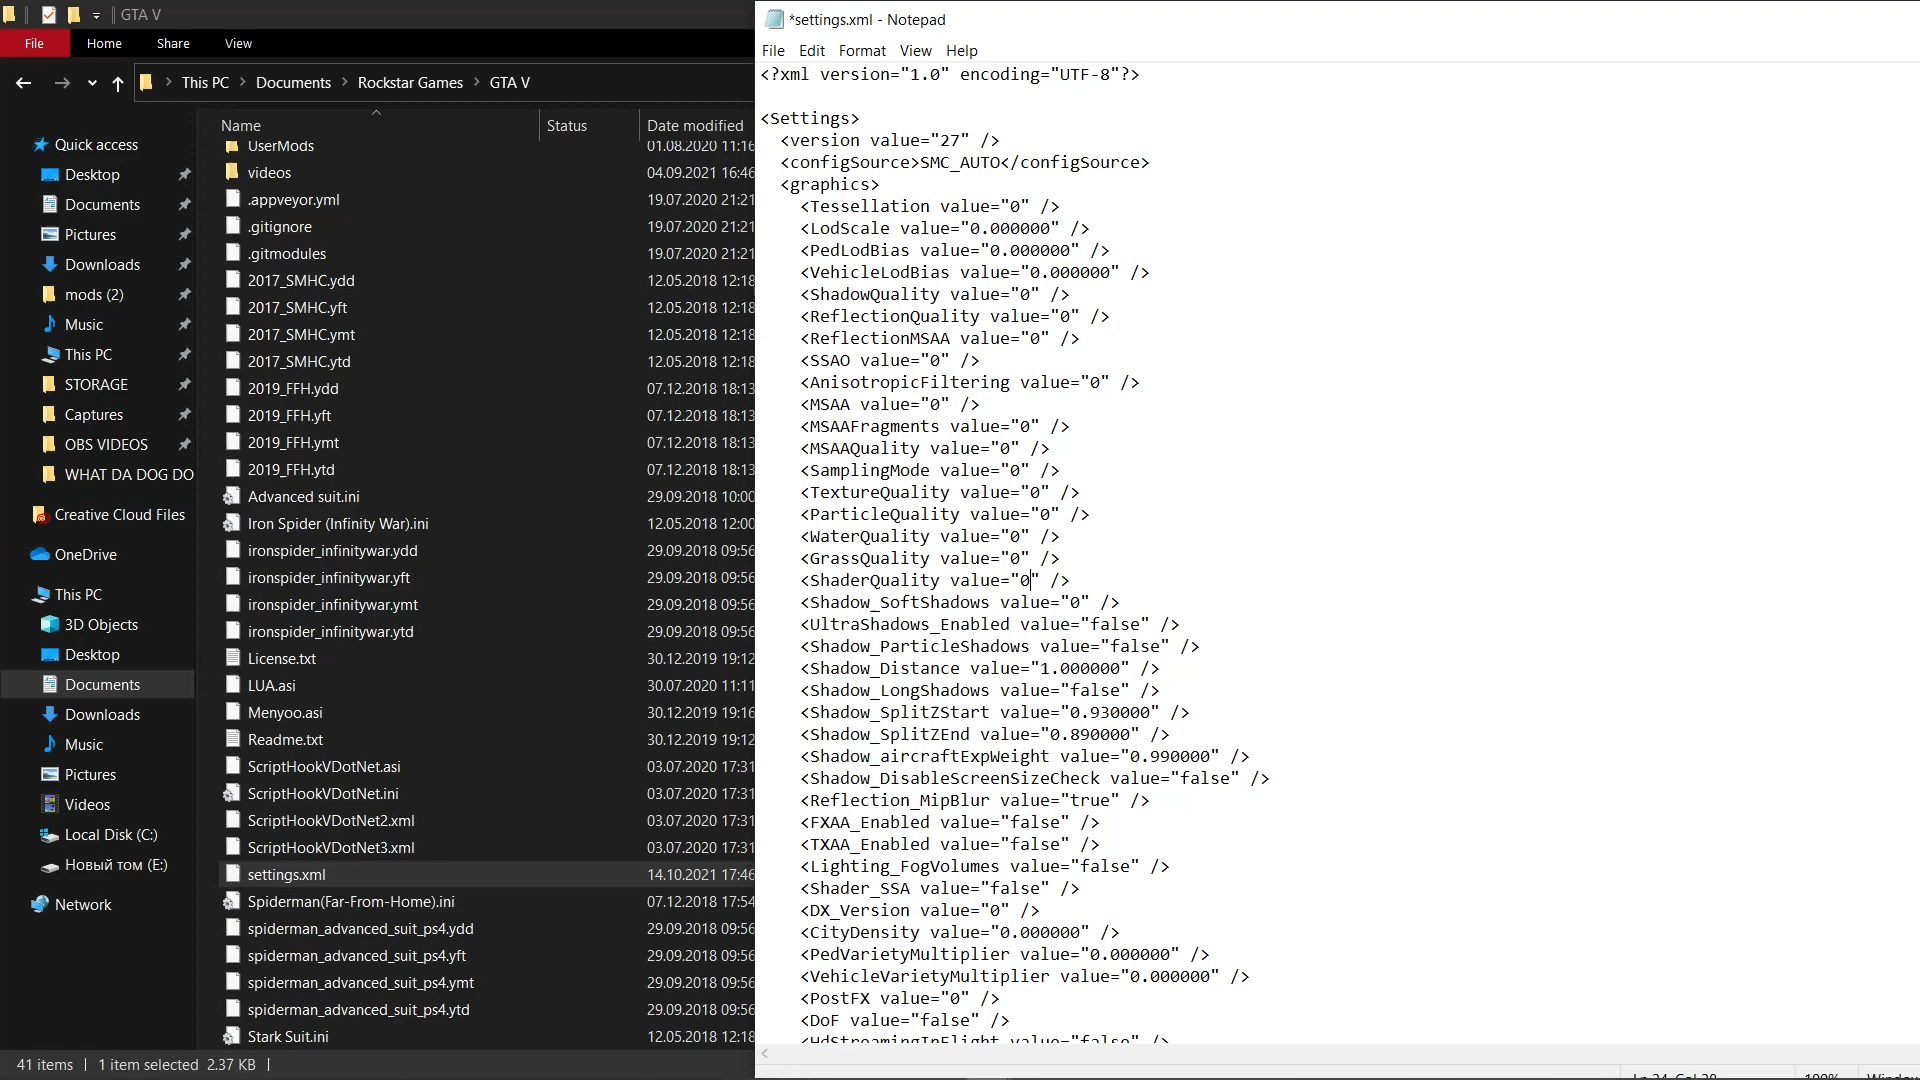 GTA V
File Home Share View
This PC Documents Rockstar Games GTA V
Name Status Date modified
Quick access
Desktop
Documents
Pictures
Downloads
mods (2)
Music
This PC
STORAGE
Captures
OBS VIDEOS
WHAT DA DOG DO
Creative Cloud Files
OneDrive
This PC
3D Objects
Desktop
Documents
Downloads
Music
Pictures
Videos
Local Disk (C:)
Новый том (E:)
Network
UserMods 01.08.2020 11:16
videos 04.09.2021 16:46
.appveyor.yml 19.07.2020 21:21
.gitignore 19.07.2020 21:21
.gitmodules 19.07.2020 21:21
2017_SMHC.ydd 12.05.2018 12:18
2017_SMHC.yft 12.05.2018 12:18
2017_SMHC.ymt 12.05.2018 12:18
2017_SMHC.ytd 12.05.2018 12:18
2019_FFH.ydd 07.12.2018 18:13
2019_FFH.yft 07.12.2018 18:13
2019_FFH.ymt 07.12.2018 18:13
2019_FFH.ytd 07.12.2018 18:13
Advanced suit.ini 29.09.2018 10:00
Iron Spider (Infinity War).ini 12.05.2018 12:00
ironspider_infinitywar.ydd 29.09.2018 09:56
ironspider_infinitywar.yft 29.09.2018 09:56
ironspider_infinitywar.ymt 29.09.2018 09:56
ironspider_infinitywar.ytd 29.09.2018 09:56
License.txt 30.12.2019 19:12
LUA.asi 30.07.2020 11:11
Menyoo.asi 30.12.2019 19:16
Readme.txt 30.12.2019 19:12
ScriptHookVDotNet.asi 03.07.2020 17:31
ScriptHookVDotNet.ini 03.07.2020 17:31
ScriptHookVDotNet2.xml 03.07.2020 17:31
ScriptHookVDotNet3.xml 03.07.2020 17:31
settings.xml 14.10.2021 17:46
Spiderman(Far-From-Home).ini 07.12.2018 17:54
spiderman_advanced_suit_ps4.ydd 29.09.2018 09:56
spiderman_advanced_suit_ps4.yft 29.09.2018 09:56
spiderman_advanced_suit_ps4.ymt 29.09.2018 09:56
spiderman_advanced_suit_ps4.ytd 29.09.2018 09:56
Stark Suit.ini 12.05.2018 12:18
41 items 1 item selected 2.37 KB
*settings.xml - Notepad
File Edit Format View Help
<?xml version="1.0" encoding="UTF-8"?>
<Settings>
<version value="27" />
<configSource>SMC_AUTO</configSource>
<graphics>
<Tessellation value="0" />
<LodScale value="0.000000" />
<PedLodBias value="0.000000" />
<VehicleLodBias value="0.000000" />
<ShadowQuality value="0" />
<ReflectionQuality value="0" />
<ReflectionMSAA value="0" />
<SSAO value="0" />
<AnisotropicFiltering value="0" />
<MSAA value="0" />
<MSAAFragments value="0" />
<MSAAQuality value="0" />
<SamplingMode value="0" />
<TextureQuality value="0" />
<ParticleQuality value="0" />
<WaterQuality value="0" />
<GrassQuality value="0" />
<ShaderQuality value="0" />
<Shadow_SoftShadows value="0" />
<UltraShadows_Enabled value="false" />
<Shadow_ParticleShadows value="false" />
<Shadow_Distance value="1.000000" />
<Shadow_LongShadows value="false" />
<Shadow_SplitZStart value="0.930000" />
<Shadow_SplitZEnd value="0.890000" />
<Shadow_aircraftExpWeight value="0.990000" />
<Shadow_DisableScreenSizeCheck value="false" />
<Reflection_MipBlur value="true" />
<FXAA_Enabled value="false" />
<TXAA_Enabled value="false" />
<Lighting_FogVolumes value="false" />
<Shader_SSA value="false" />
<DX_Version value="0" />
<CityDensity value="0.000000" />
<PedVarietyMultiplier value="0.000000" />
<VehicleVarietyMultiplier value="0.000000" />
<PostFX value="0" />
<DoF value="false" />
<HdStreamingInFlight value="false" />